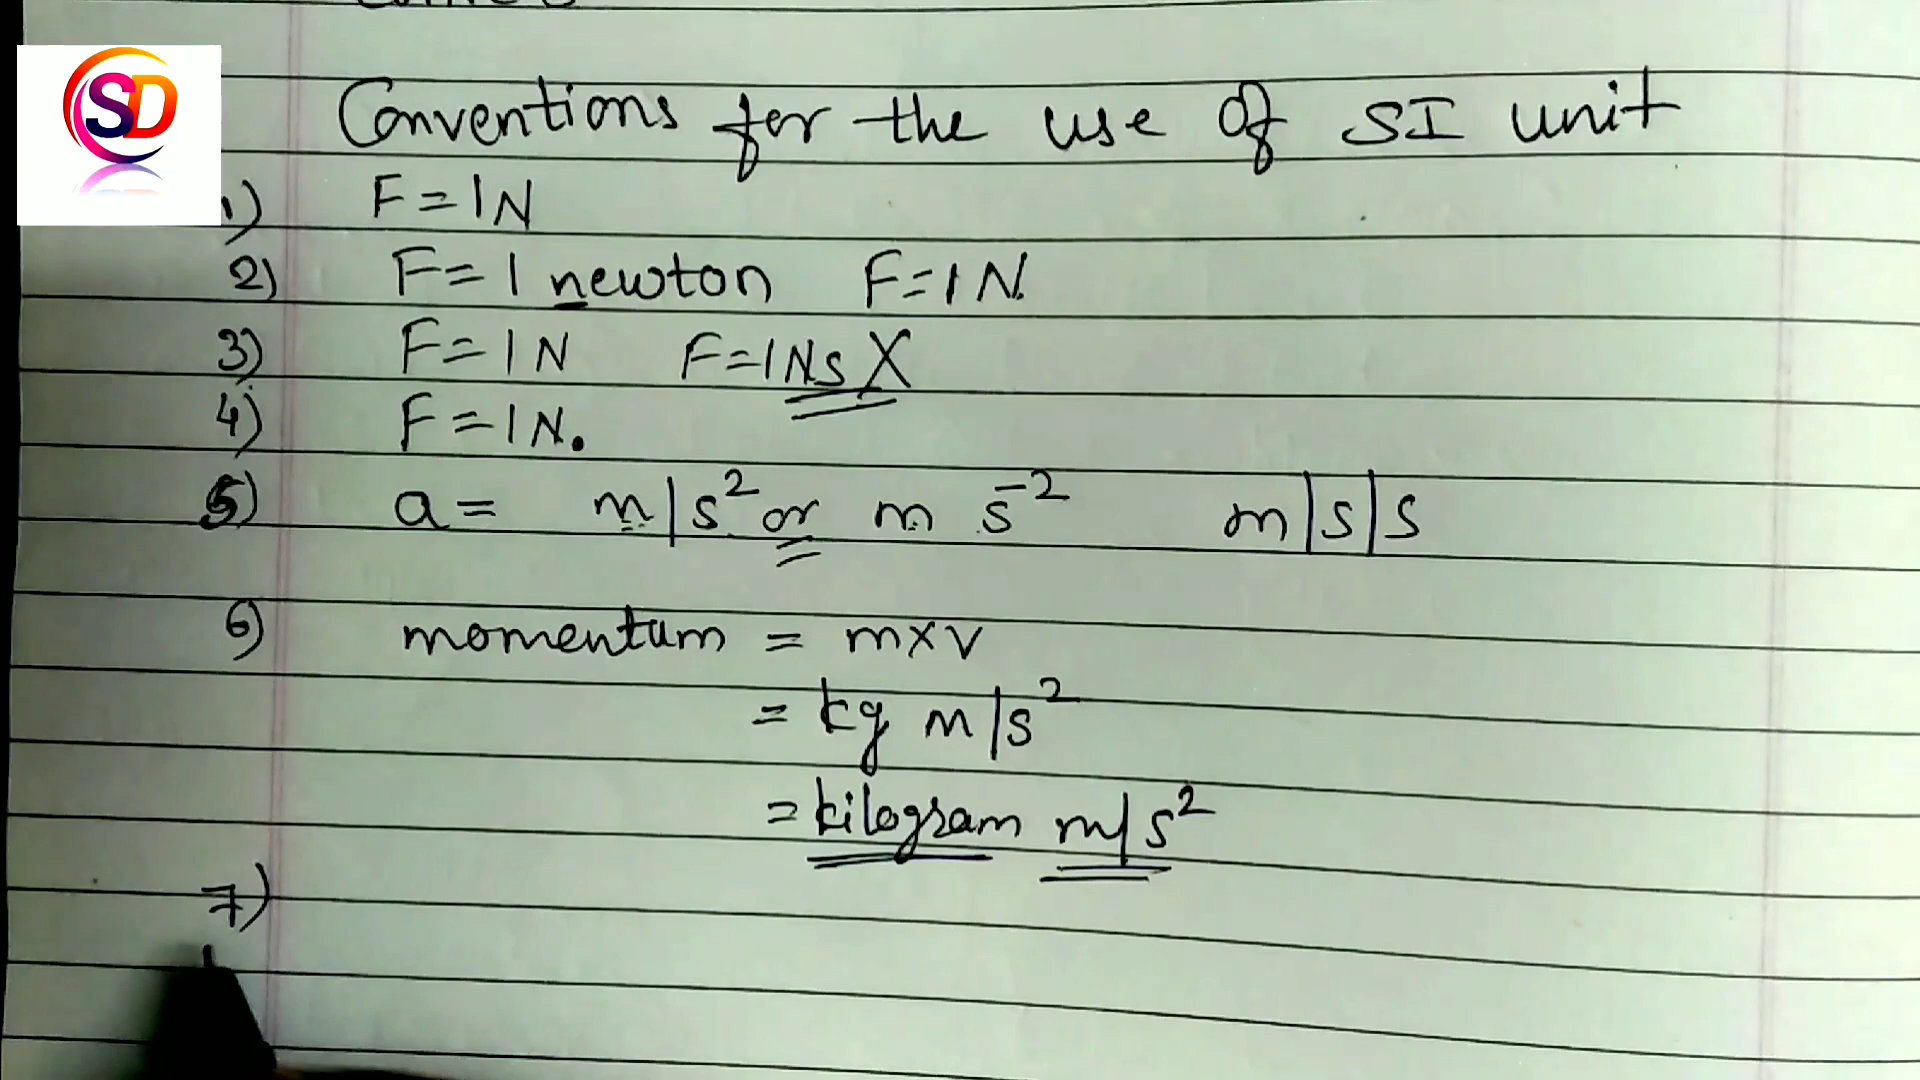 SD
Conventions for the use of SI unit
1) F = 1N
2) F = 1 newton F = 1 N.
3) F = 1N F = 1Ns X
4) F = 1N.
5) a = m/s² or m s⁻² m/s/s
6) momentum = m×v
= kg m/s²
= kilogram m/s²
7)